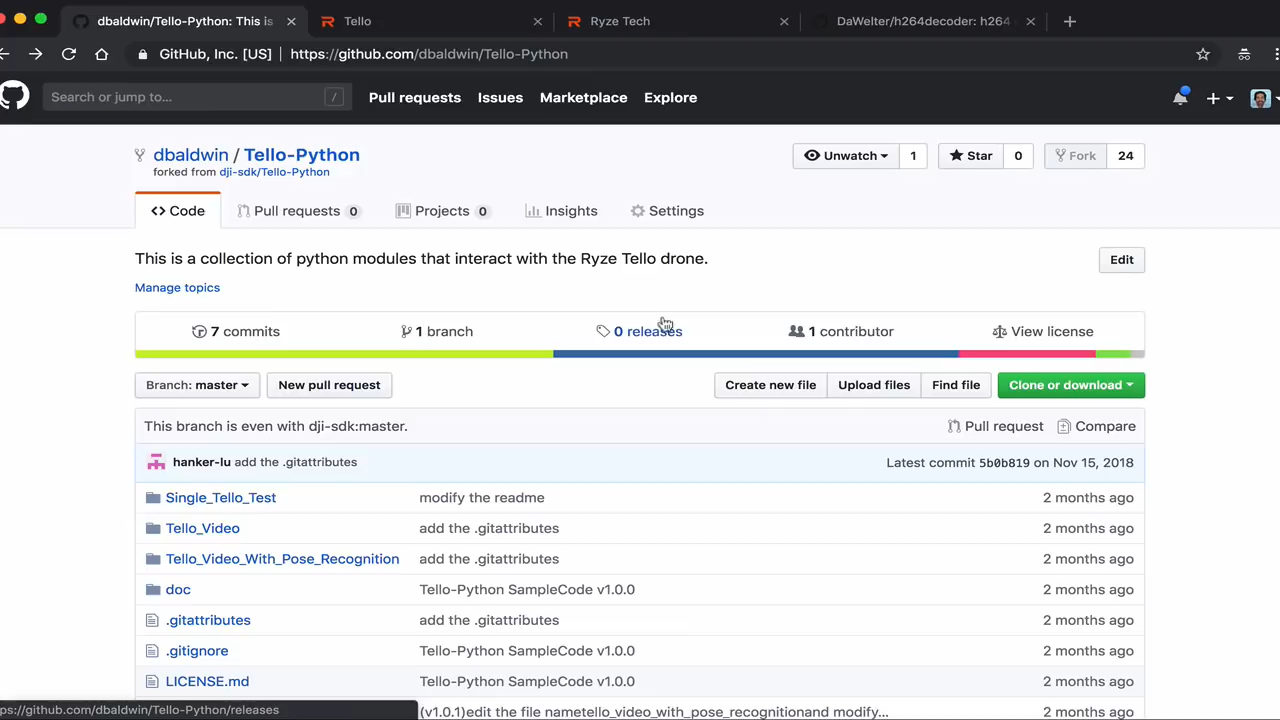 dbaldwin/Tello-Python: This is
Tello
Ryze Tech
DaWelter/h264decoder: h264
GitHub, Inc. [US] https://github.com/dbaldwin/Tello-Python
Search or jump to... /
Pull requests Issues Marketplace Explore
dbaldwin / Tello-Python
forked from dji-sdk/Tello-Python
Unwatch 1 Star 0 Fork 24
Code Pull requests 0 Projects 0 Insights Settings
This is a collection of python modules that interact with the Ryze Tello drone.
Edit
Manage topics
7 commits 1 branch 0 releases 1 contributor View license
Branch: master New pull request Create new file Upload files Find file Clone or download
This branch is even with dji-sdk:master. Pull request Compare
hanker-lu add the .gitattributes Latest commit 5b0b819 on Nov 15, 2018
Single_Tello_Test modify the readme 2 months ago
Tello_Video add the .gitattributes 2 months ago
Tello_Video_With_Pose_Recognition add the .gitattributes 2 months ago
doc Tello-Python SampleCode v1.0.0 2 months ago
.gitattributes add the .gitattributes 2 months ago
.gitignore Tello-Python SampleCode v1.0.0 2 months ago
LICENSE.md Tello-Python SampleCode v1.0.0 2 months ago
ps://github.com/dbaldwin/Tello-Python/releases (v1.0.1)edit the file nametello_video_with_pose_recognitionand modify... 2 months ago